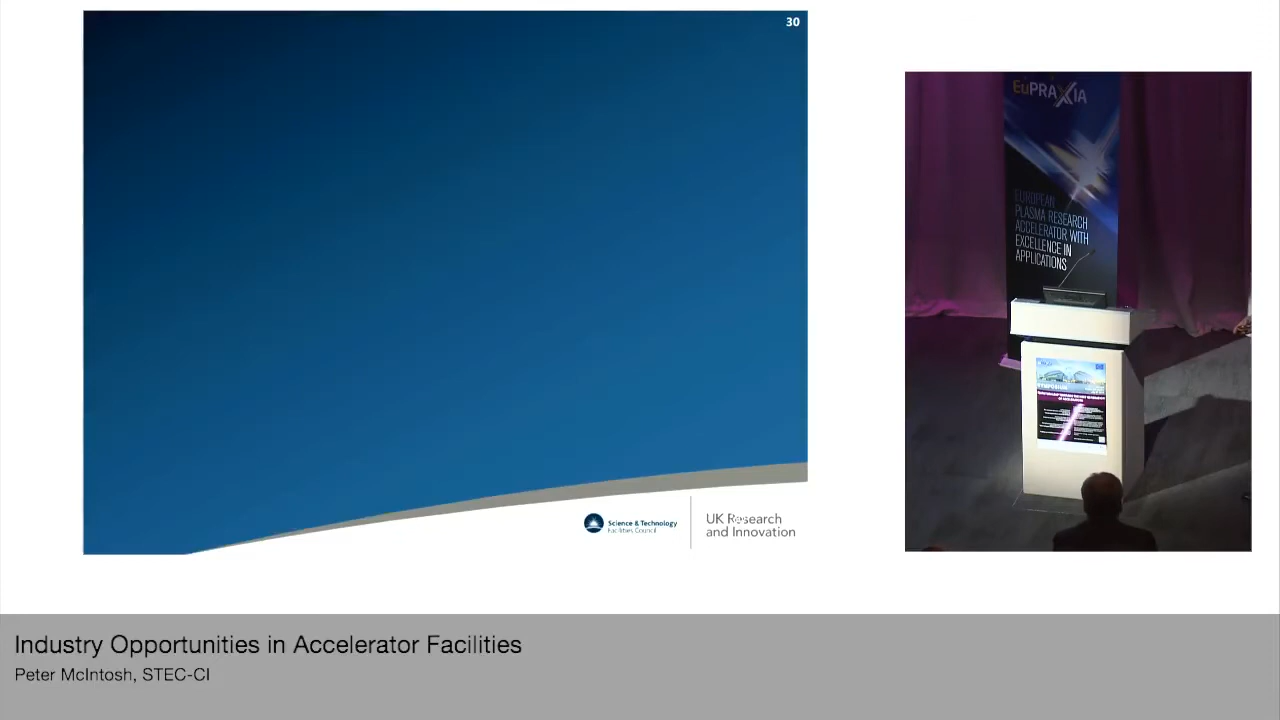 30
Science & Technology
Facilities Council
UK Research
and Innovation
EuPRAXIA
EUROPEAN
PLASMA RESEARCH
ACCELERATOR WITH
EXCELLENCE IN
APPLICATIONS
SYMPOSIUM
Industry Opportunities in Accelerator Facilities
Peter McIntosh, STEC-CI